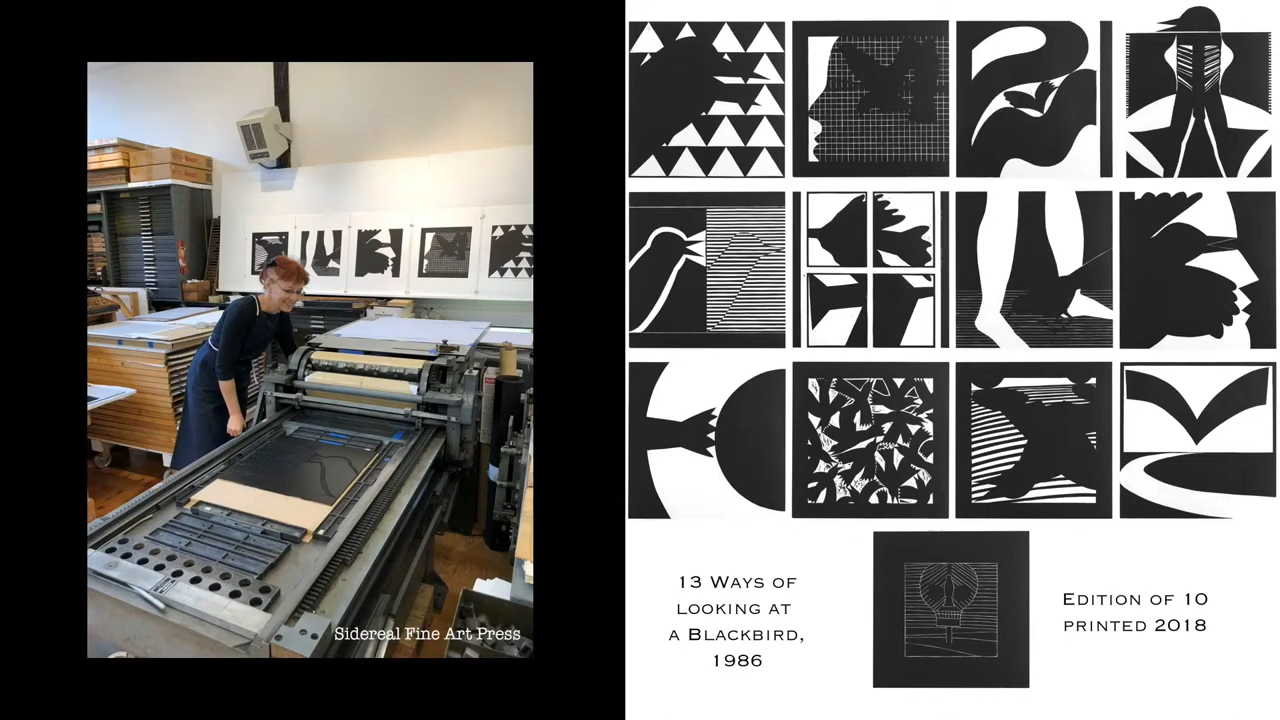 Sidereal Fine Art Press
13 Ways of
looking at
a Blackbird,
1986
Edition of 10
printed 2018